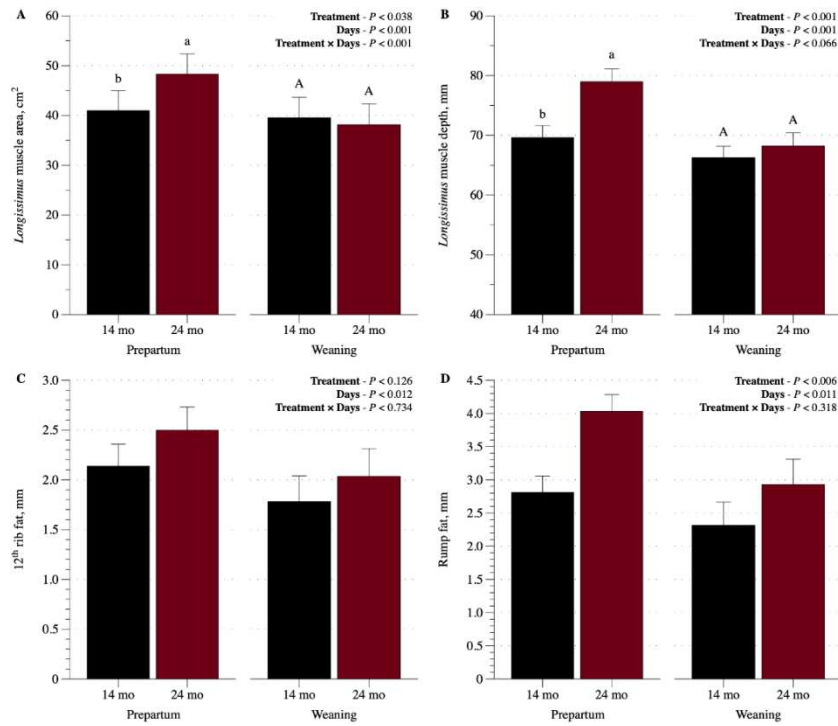 A
Treatment - P < 0.038
Days - P < 0.001
Treatment × Days - P < 0.001
Longissimus muscle area, cm²
60
50
40
30
20
10
0
b
a
A
A
14 mo
24 mo
14 mo
24 mo
Prepartum
Weaning
B
Treatment - P < 0.001
Days - P < 0.001
Treatment × Days - P < 0.066
Longissimus muscle depth, mm
90
80
70
60
50
40
b
a
A
A
14 mo
24 mo
14 mo
24 mo
Prepartum
Weaning
C
Treatment - P < 0.126
Days - P < 0.012
Treatment × Days - P < 0.734
12th rib fat, mm
3.0
2.5
2.0
1.5
1.0
0.5
0
14 mo
24 mo
14 mo
24 mo
Prepartum
Weaning
D
Treatment - P < 0.006
Days - P < 0.011
Treatment × Days - P < 0.318
Rump fat, mm
4.5
4.0
3.5
3.0
2.5
2.0
1.5
1.0
0.5
0
14 mo
24 mo
14 mo
24 mo
Prepartum
Weaning